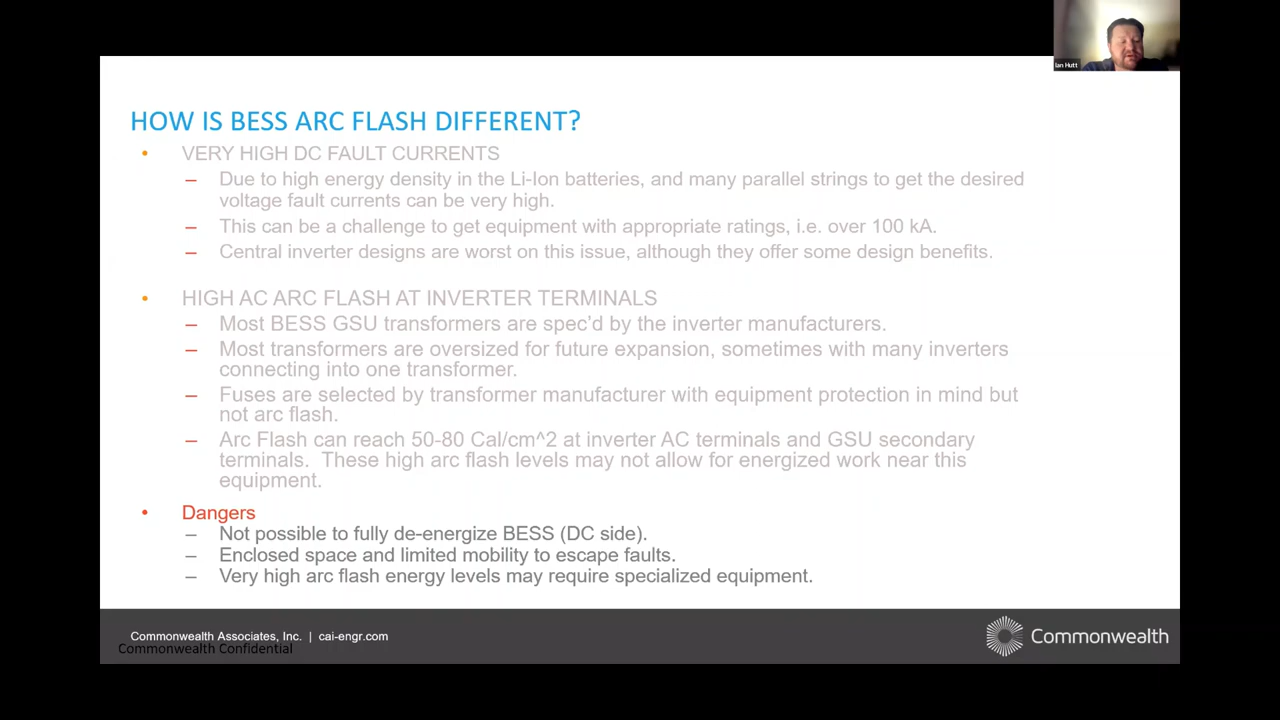 Ian Hutt
HOW IS BESS ARC FLASH DIFFERENT?
• VERY HIGH DC FAULT CURRENTS
– Due to high energy density in the Li-Ion batteries, and many parallel strings to get the desired
voltage fault currents can be very high.
– This can be a challenge to get equipment with appropriate ratings, i.e. over 100 kA.
– Central inverter designs are worst on this issue, although they offer some design benefits.
• HIGH AC ARC FLASH AT INVERTER TERMINALS
– Most BESS GSU transformers are spec'd by the inverter manufacturers.
– Most transformers are oversized for future expansion, sometimes with many inverters
connecting into one transformer.
– Fuses are selected by transformer manufacturer with equipment protection in mind but
not arc flash.
– Arc Flash can reach 50-80 Cal/cm^2 at inverter AC terminals and GSU secondary
terminals.  These high arc flash levels may not allow for energized work near this
equipment.
• Dangers
– Not possible to fully de-energize BESS (DC side).
– Enclosed space and limited mobility to escape faults.
– Very high arc flash energy levels may require specialized equipment.
Commonwealth Associates, Inc. | cai-engr.com
Commonwealth Confidential
Commonwealth